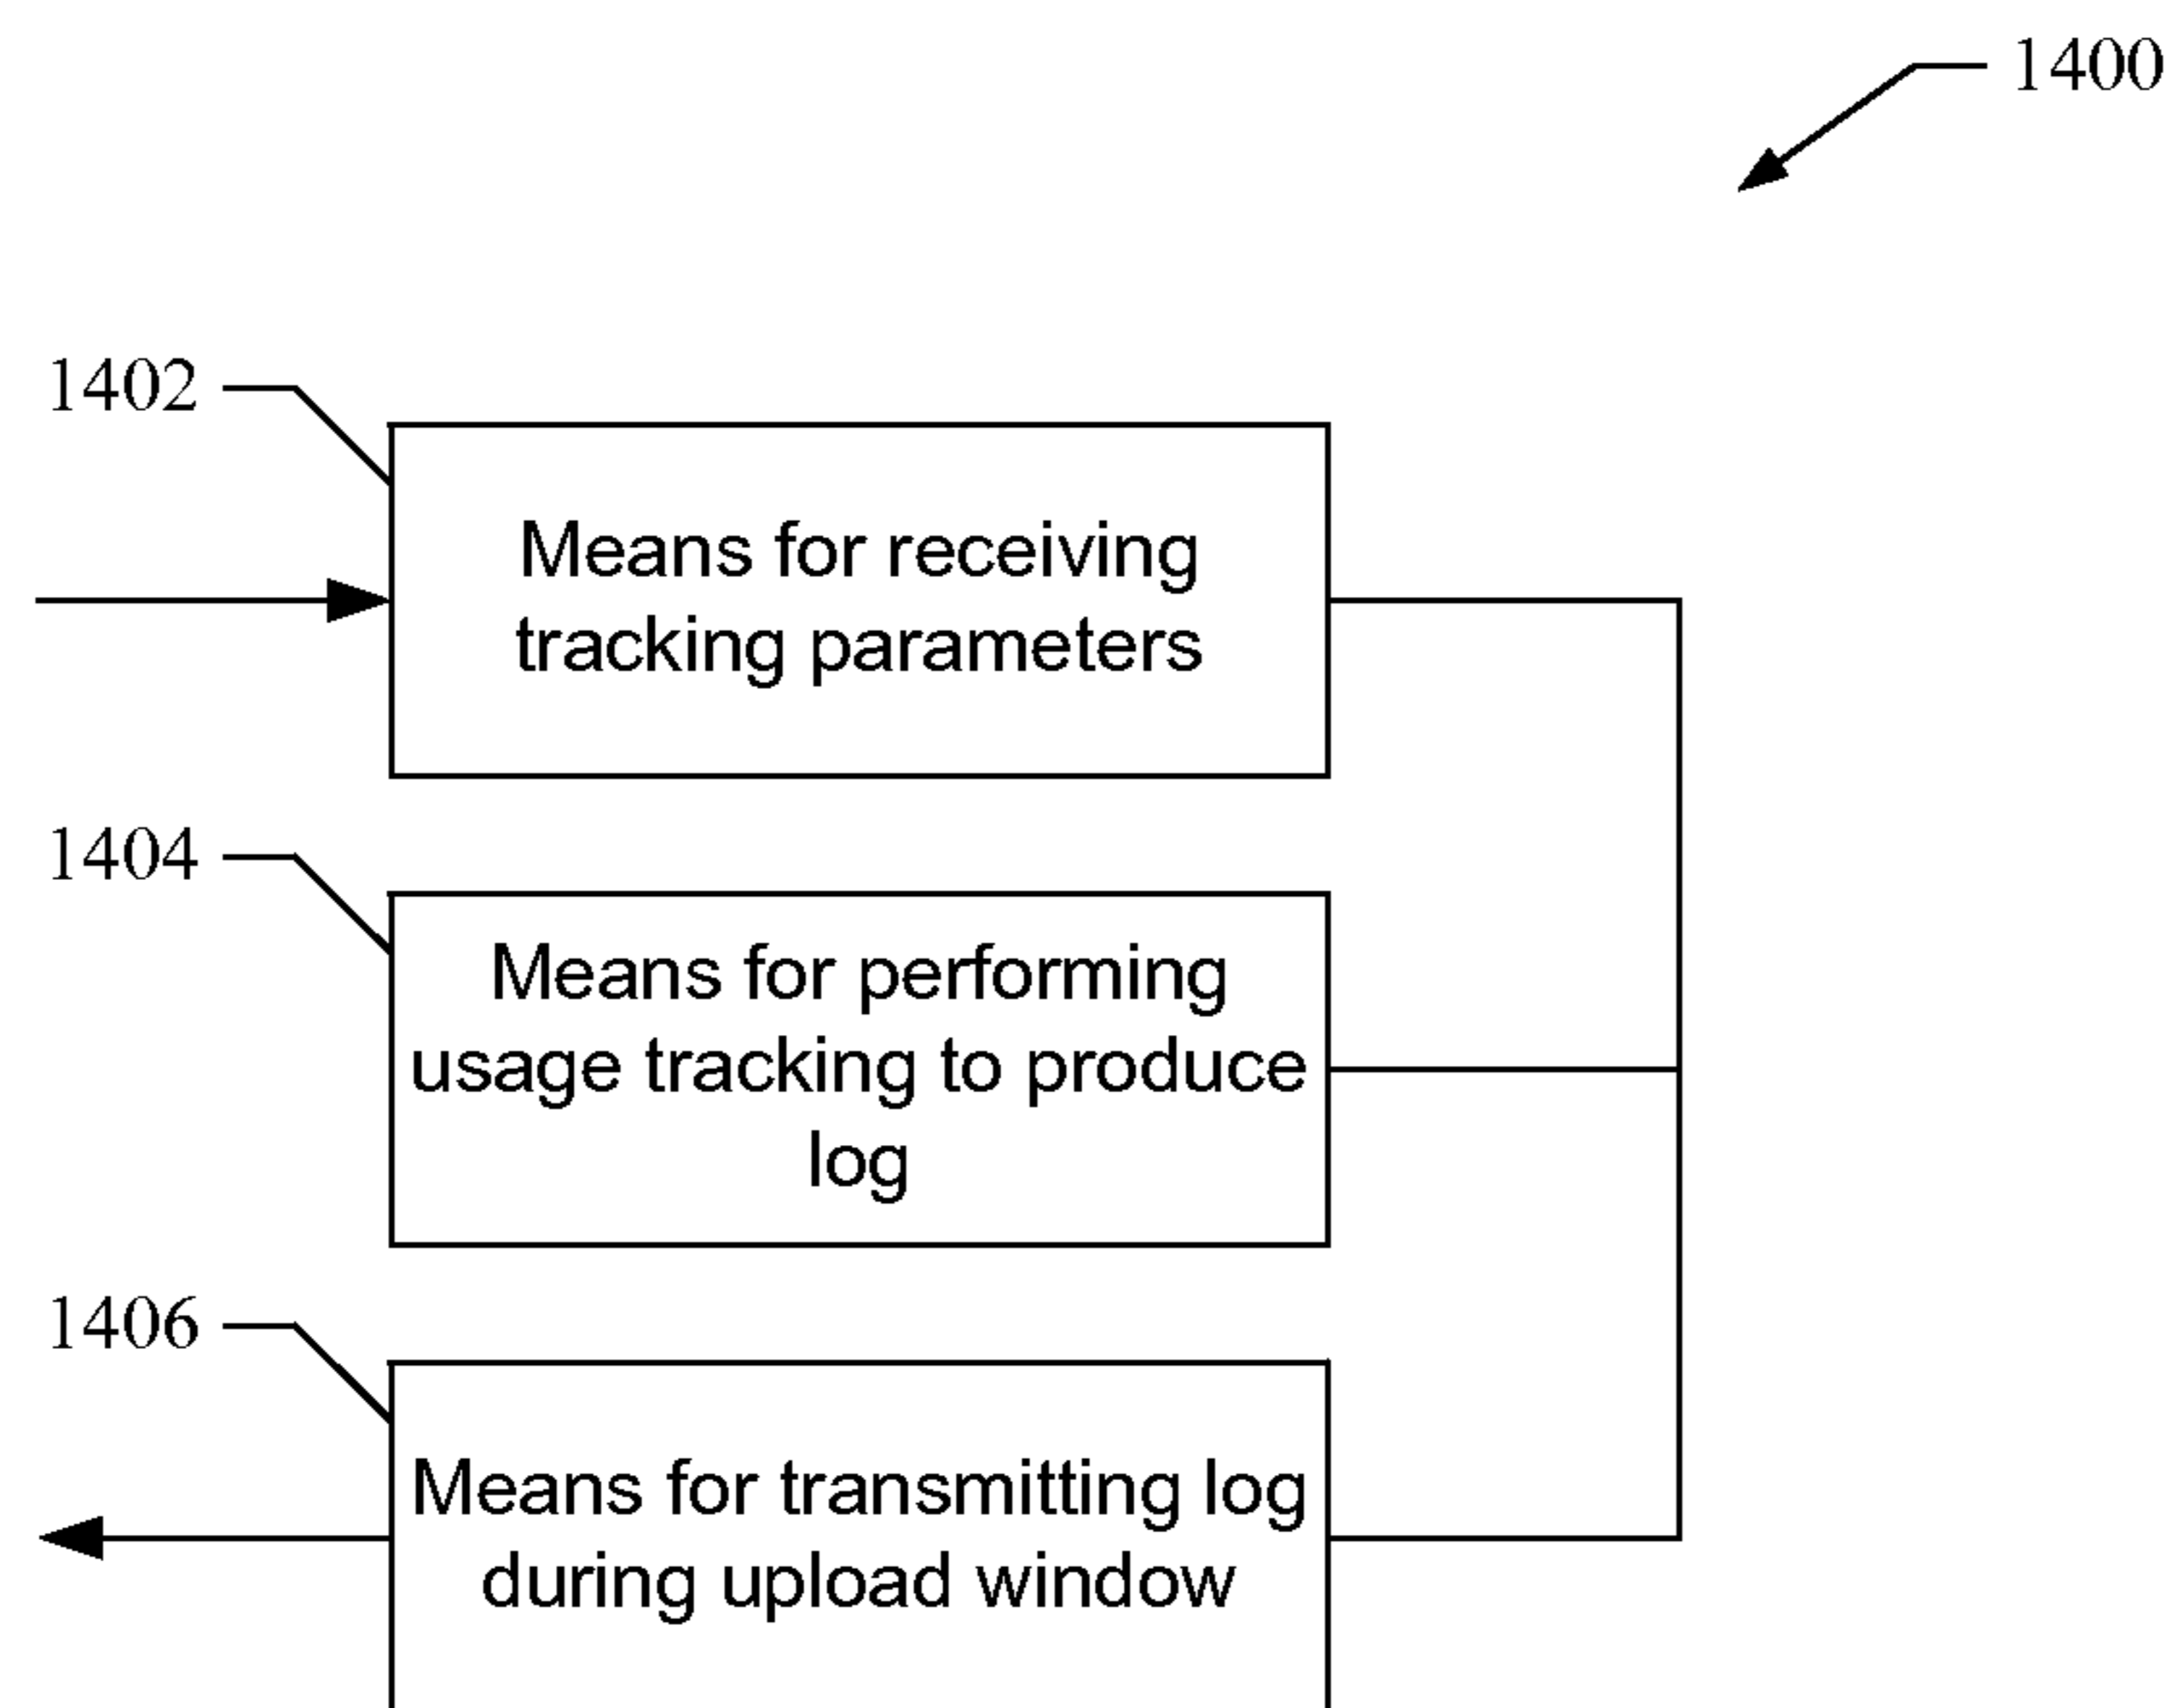 1400
1402
Means for receiving
tracking parameters
1404
Means for performing
usage tracking to produce
log
1406
Means for transmitting log
during upload window